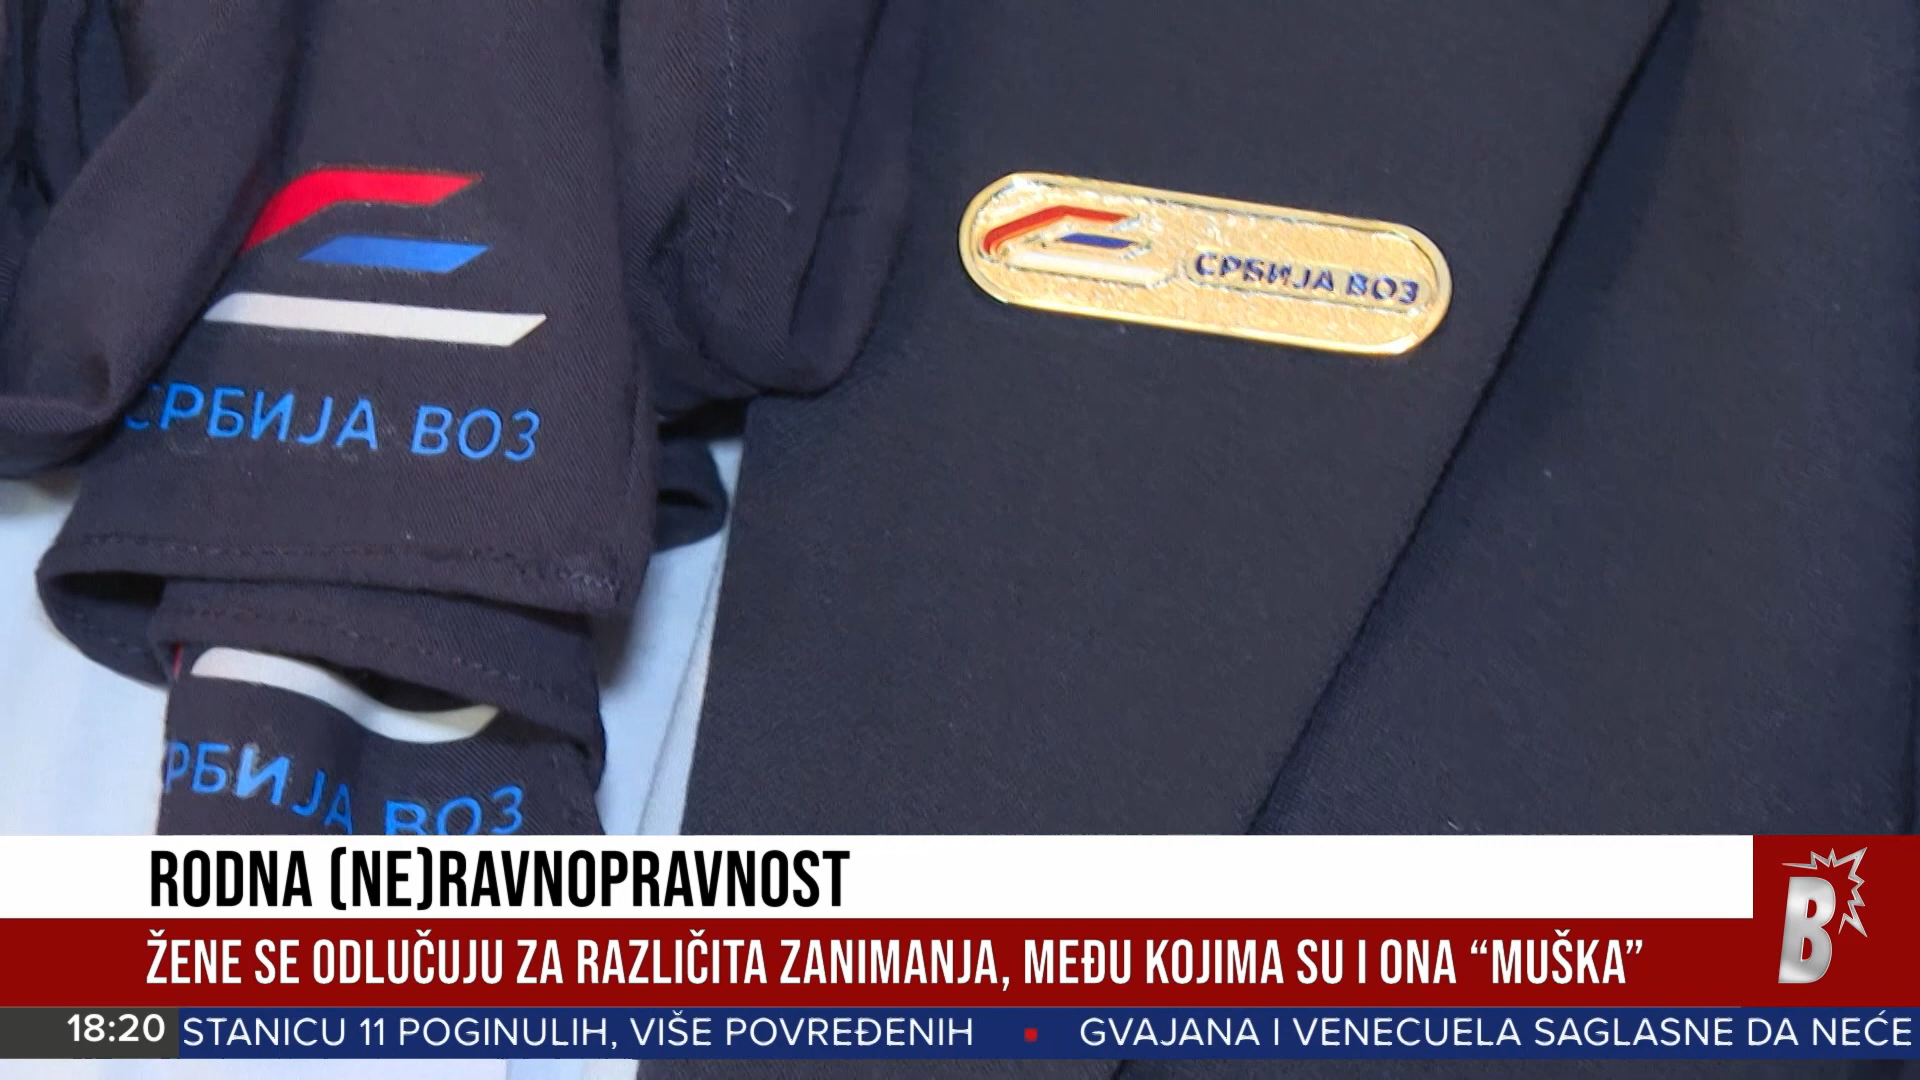 СРБИЈА ВОЗ
СРБИЈА ВОЗ
РБИЈА ВОЗ
RODNA (NE)RAVNOPRAVNOST
ŽENE SE ODLUČUJU ZA RAZLIČITA ZANIMANJA, MEĐU KOJIMA SU I ONA “MUŠKA”
B
18:20 STANICU 11 POGINULIH, VIŠE POVREĐENIH ▪ GVAJANA I VENECUELA SAGLASNE DA NEĆE